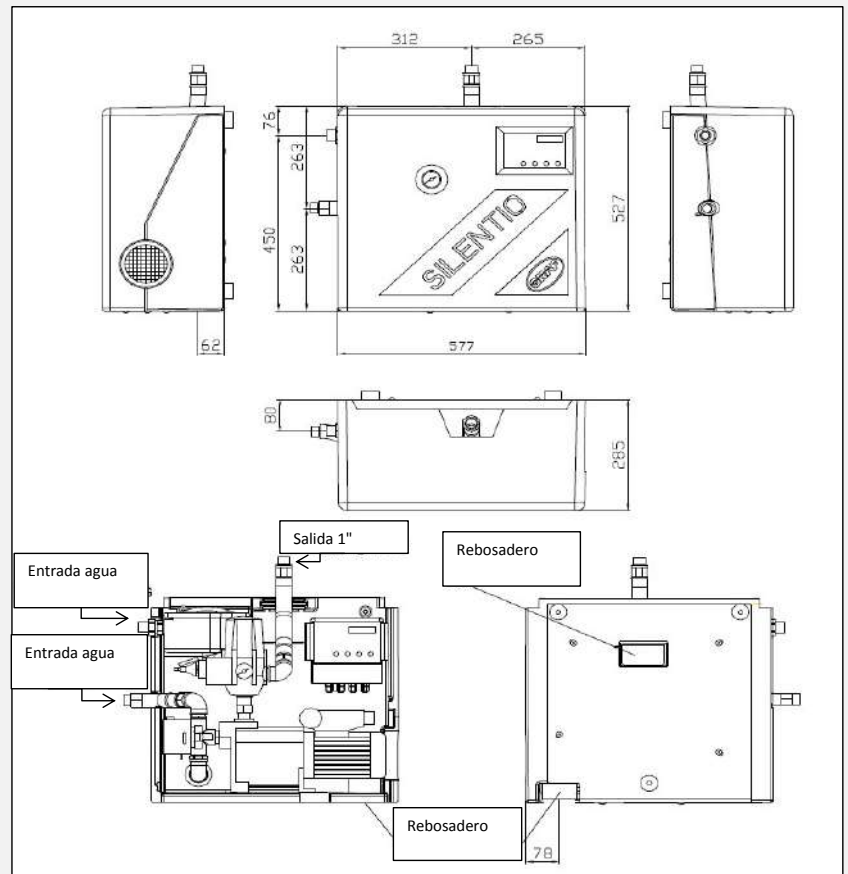 312
265
76
263
450
263
527
SILENTIO
62
577
80
285
Salida 1"
Rebosadero
Entrada agua
Entrada agua
Rebosadero
78